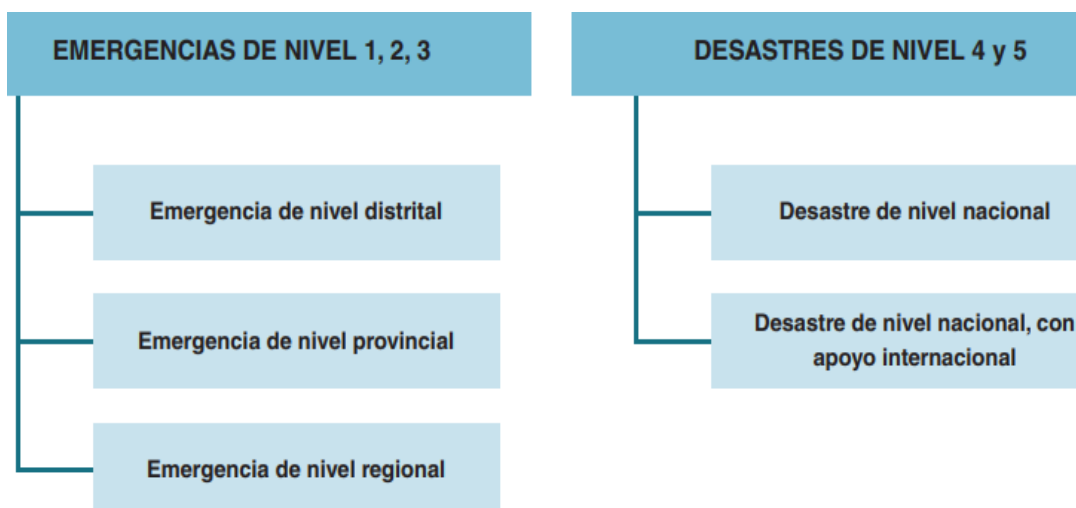 EMERGENCIAS DE NIVEL 1, 2, 3
Emergencia de nivel distrital
Emergencia de nivel provincial
Emergencia de nivel regional
DESASTRES DE NIVEL 4 y 5
Desastre de nivel nacional
Desastre de nivel nacional, con
apoyo internacional